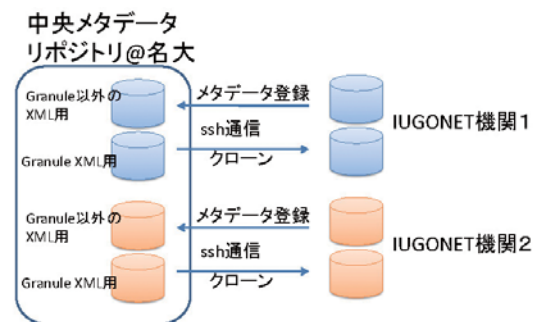 中央メタデータ
リポジトリ@名大
Granule以外の
XML用
メタデータ登録
IUGONET機関1
ssh通信
Granule XML用
クローン
Granule以外の
XML用
メタデータ登録
IUGONET機関2
ssh通信
Granule XML用
クローン